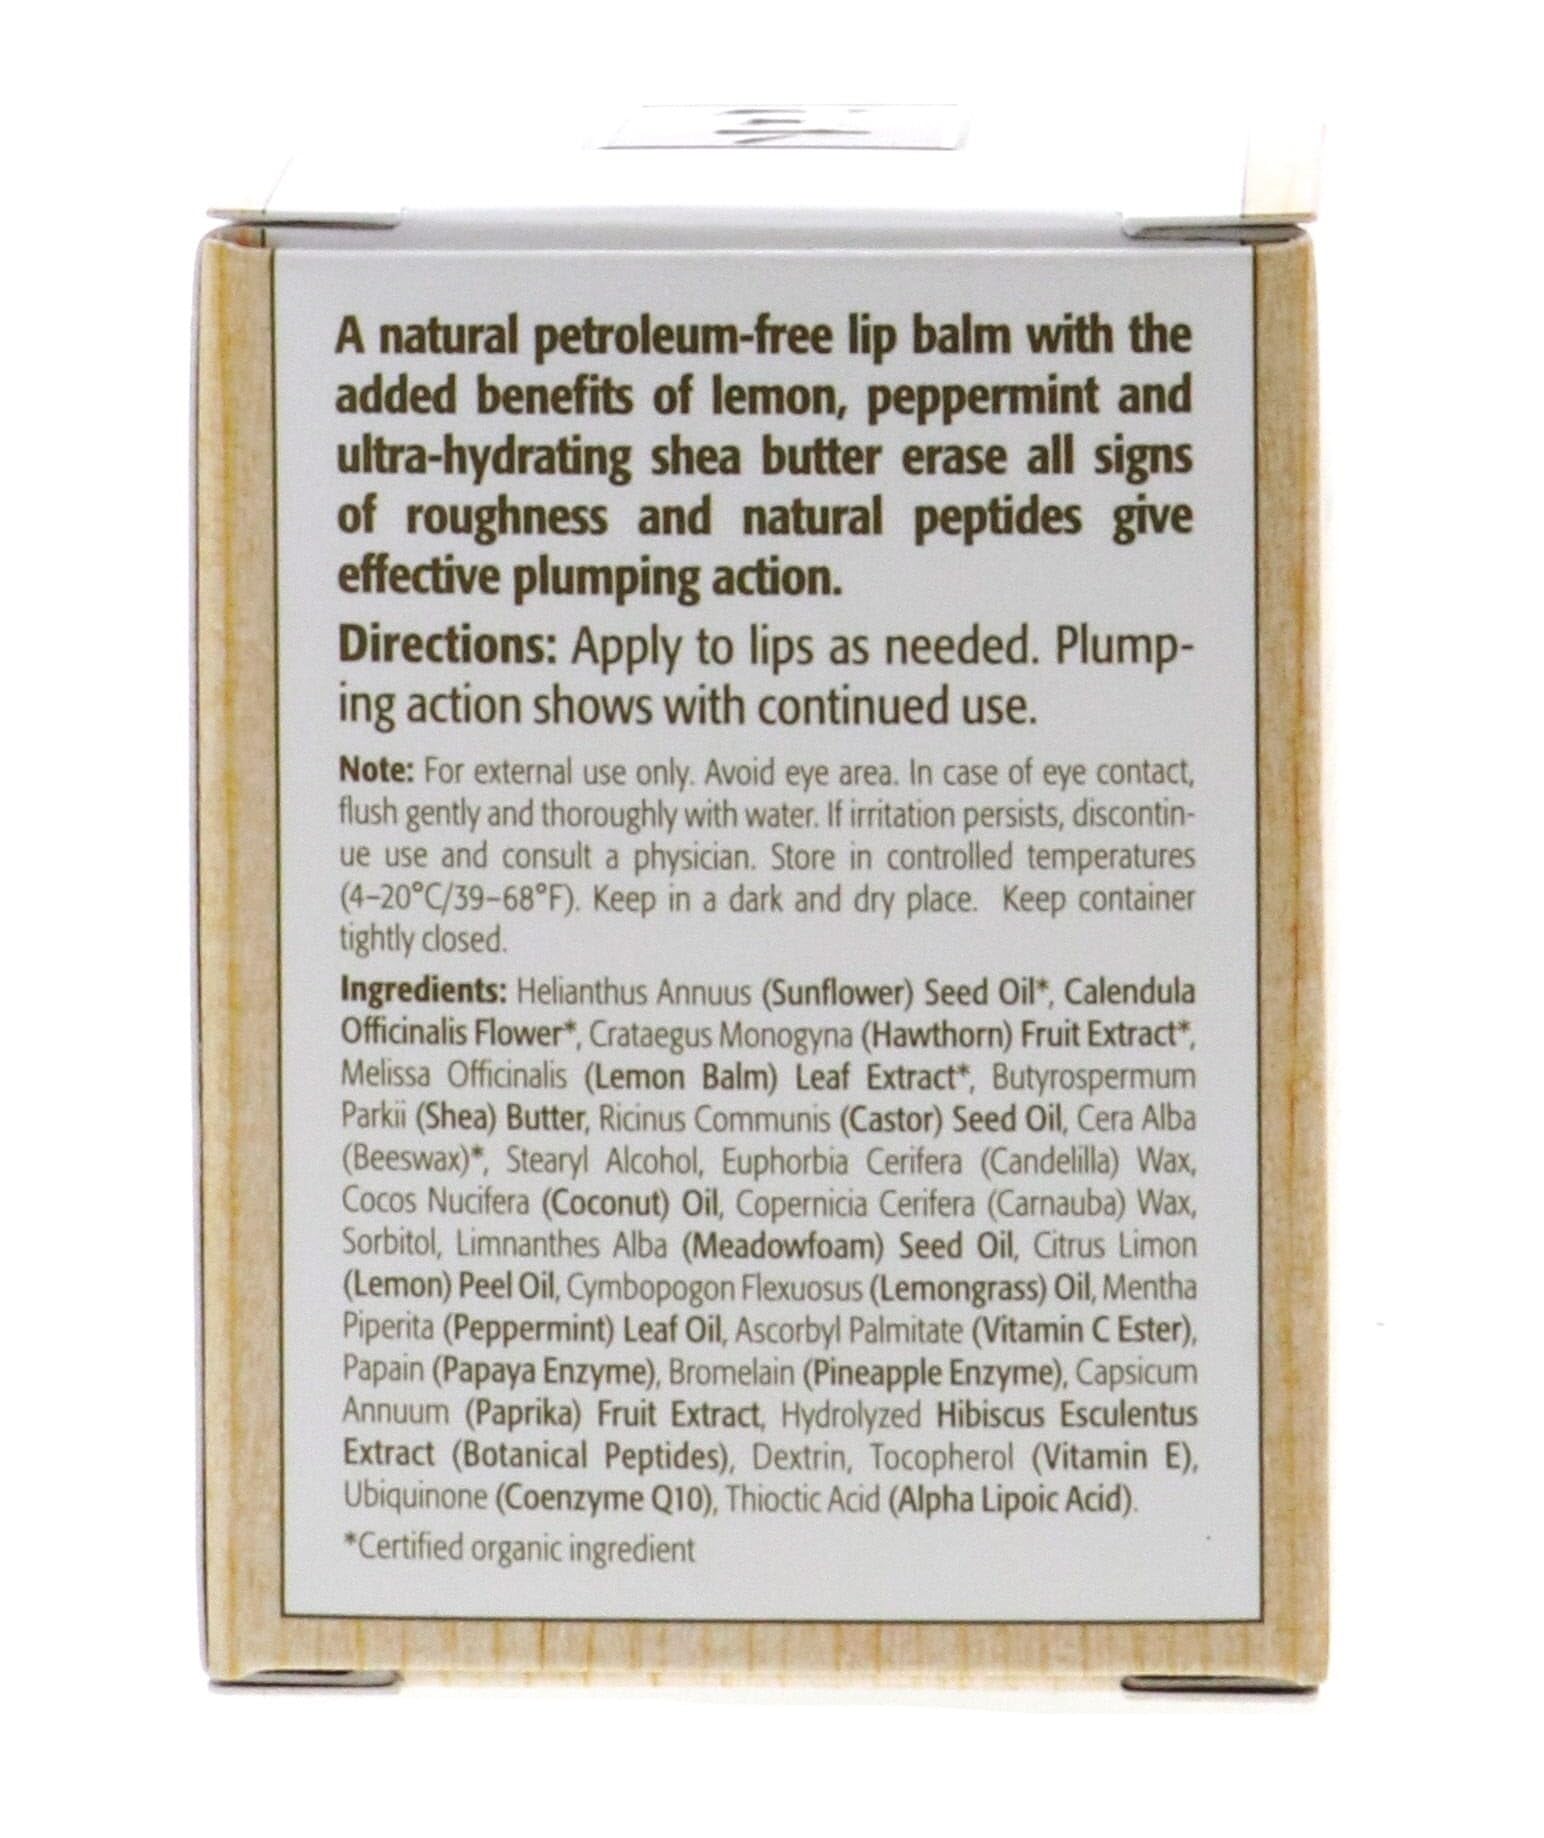 A natural petroleum-free lip balm with the
added benefits of lemon, peppermint and
ultra-hydrating shea butter erase all signs
of roughness and natural peptides give
effective plumping action.
Directions: Apply to lips as needed. Plump-
ing action shows with continued use.
Note: For external use only. Avoid eye area. In case of eye contact,
flush gently and thoroughly with water. If irritation persists, discontin-
ue use and consult a physician. Store in controlled temperatures
(4–20°C/39–68°F). Keep in a dark and dry place. Keep container
tightly closed.
Ingredients: Helianthus Annuus (Sunflower) Seed Oil*, Calendula
Officinalis Flower*, Crataegus Monogyna (Hawthorn) Fruit Extract*,
Melissa Officinalis (Lemon Balm) Leaf Extract*, Butyrospermum
Parkii (Shea) Butter, Ricinus Communis (Castor) Seed Oil, Cera Alba
(Beeswax)*, Stearyl Alcohol, Euphorbia Cerifera (Candelilla) Wax,
Cocos Nucifera (Coconut) Oil, Copernicia Cerifera (Carnauba) Wax,
Sorbitol, Limnanthes Alba (Meadowfoam) Seed Oil, Citrus Limon
(Lemon) Peel Oil, Cymbopogon Flexuosus (Lemongrass) Oil, Mentha
Piperita (Peppermint) Leaf Oil, Ascorbyl Palmitate (Vitamin C Ester),
Papain (Papaya Enzyme), Bromelain (Pineapple Enzyme), Capsicum
Annuum (Paprika) Fruit Extract, Hydrolyzed Hibiscus Esculentus
Extract (Botanical Peptides), Dextrin, Tocopherol (Vitamin E),
Ubiquinone (Coenzyme Q10), Thioctic Acid (Alpha Lipoic Acid).
*Certified organic ingredient